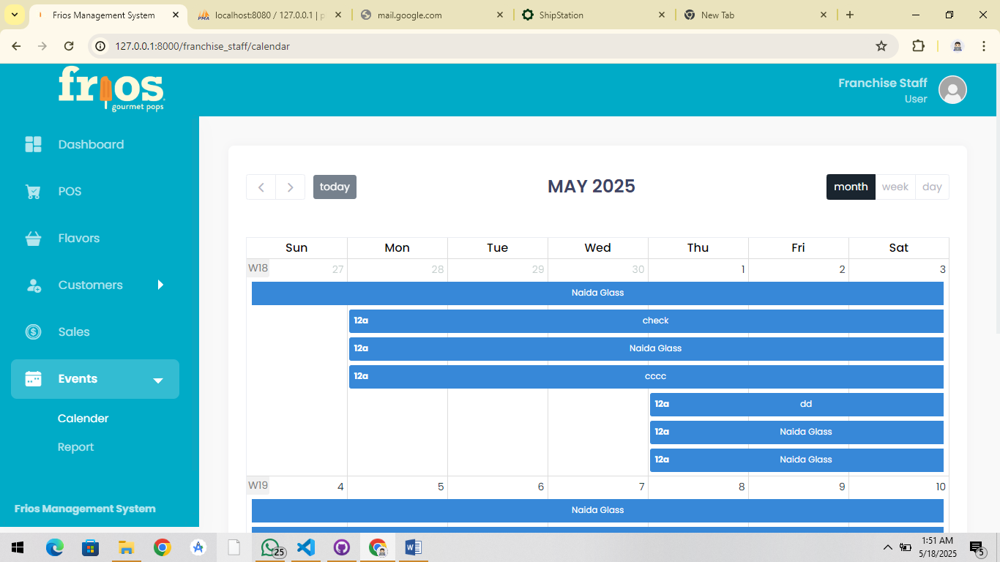 Frios Management System
localhost:8080 / 127.0.0.1 | p
mail.google.com
ShipStation
New Tab
127.0.0.1:8000/franchise_staff/calendar
frios
gourmet pops
Franchise Staff
User
Dashboard
POS
Flavors
Customers
Sales
Events
Calender
Report
Frios Management System
today
MAY 2025
month week day
Sun Mon Tue Wed Thu Fri Sat
W18 27 28 29 30 1 2 3
Naida Glass
12a check
12a Naida Glass
12a cccc
12a dd
12a Naida Glass
12a Naida Glass
W19 4 5 6 7 8 9 10
Naida Glass
25
1:51 AM
5/18/2025
5